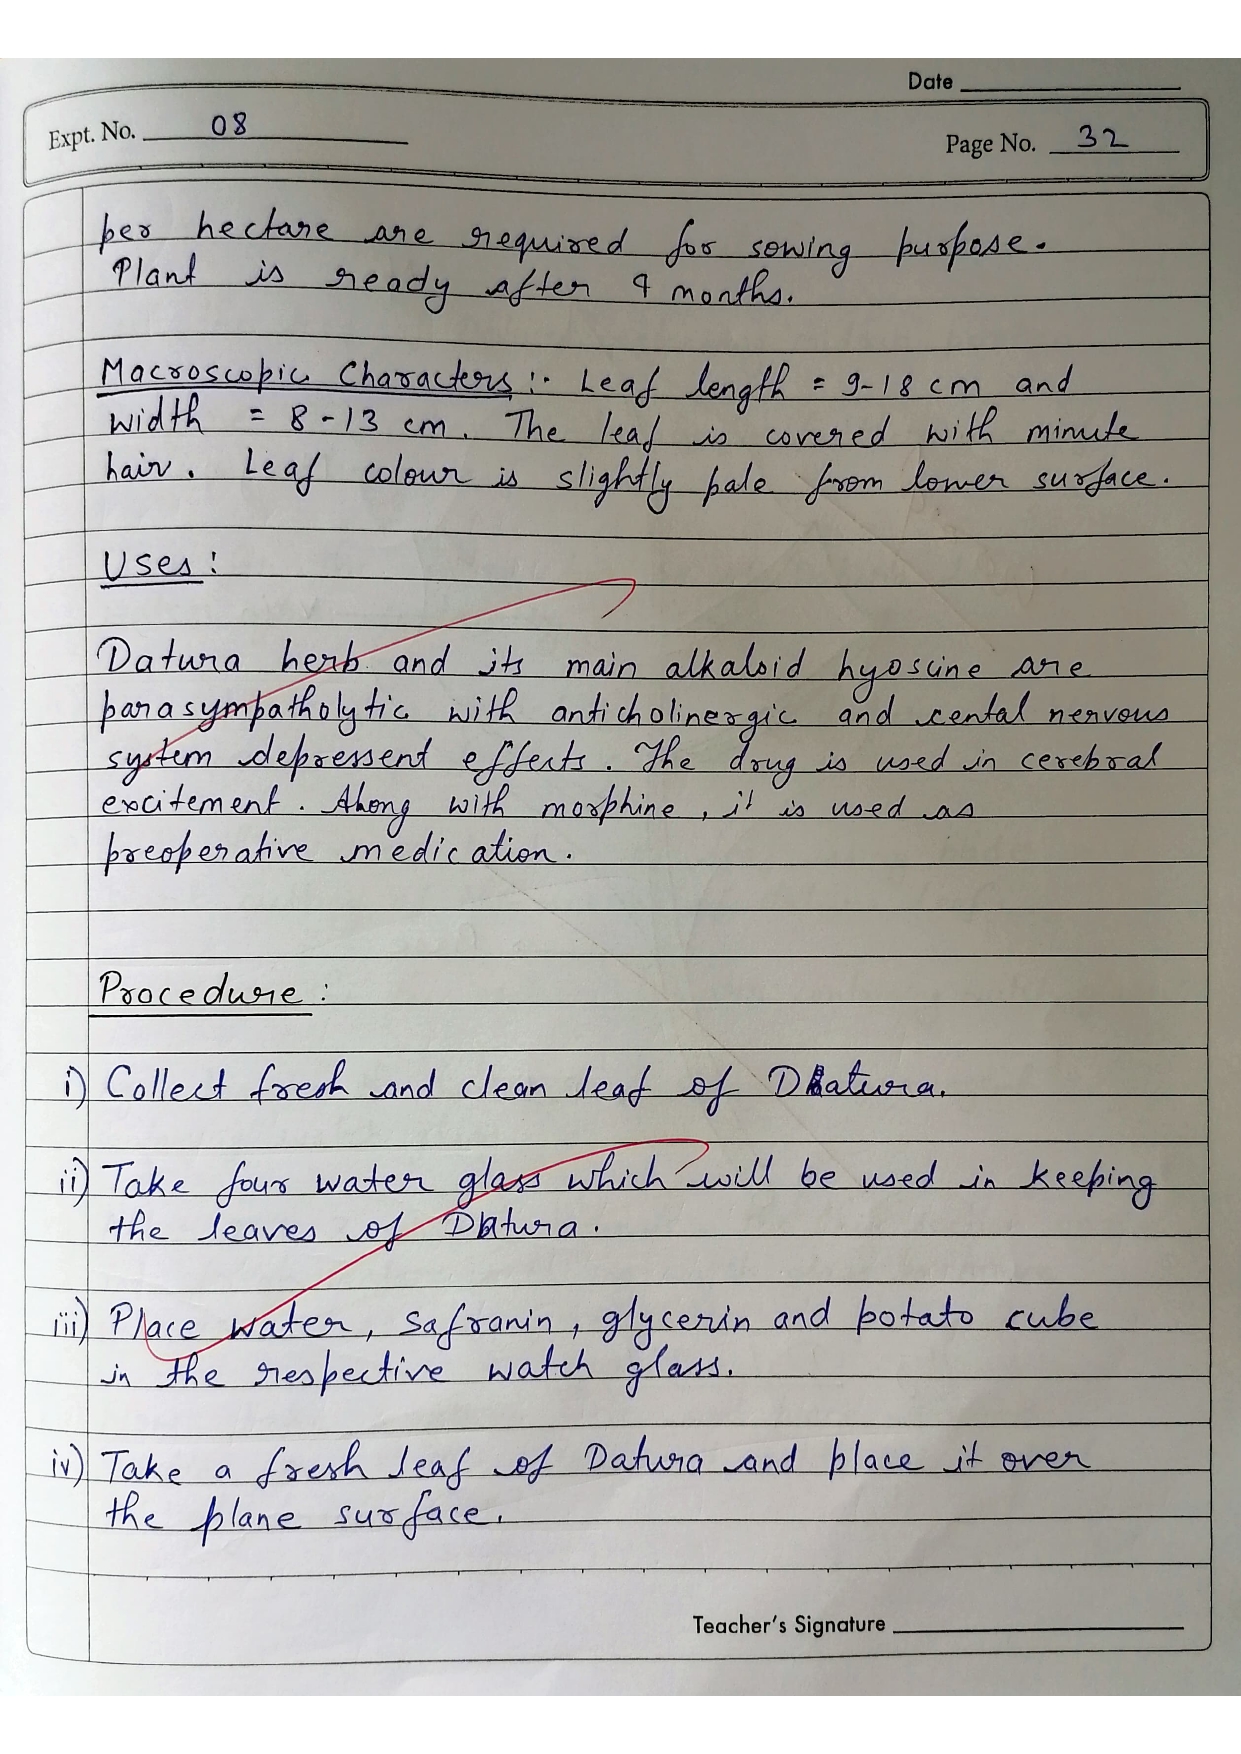 Date
Expt. No. 08
Page No. 32
per hectare are required for sowing purpose.
Plant is ready after 4 months.
Macroscopic Characters :- Leaf length = 9-18 cm and
width = 8-13 cm. The leaf is covered with minute
hair. Leaf colour is slightly pale from lower surface.
Uses :
Datura herb and its main alkaloid hyoscine are
parasympatholytic with anticholinergic and cental nervous
system depressent effects. The drug is used in cerebral
excitement. Along with morphine, it is used as
preoperative medication.
Procedure :
i) Collect fresh and clean leaf of Datura.
ii) Take four water glass which will be used in keeping
the leaves of Datura.
iii) Place water, safranin, glycerin and potato cube
in the respective watch glass.
iv) Take a fresh leaf of Datura and place it over
the plane surface.
Teacher's Signature